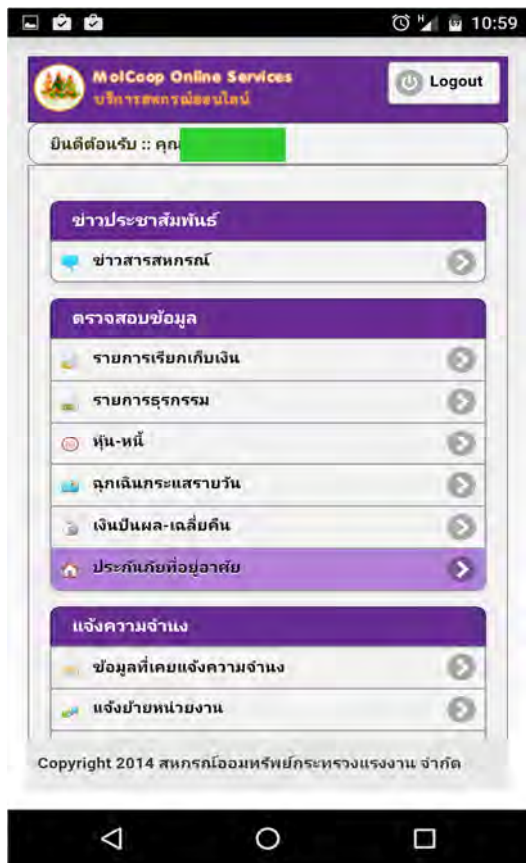 10:59
MolCoop Online Services
บริการสหกรณ์ออนไลน์
Logout
ยินดีต้อนรับ :: คุณ
ข่าวประชาสัมพันธ์
ข่าวสารสหกรณ์
ตรวจสอบข้อมูล
รายการเรียกเก็บเงิน
รายการธุรกรรม
หุ้น-หนี้
ฉุกเฉินกระแสรายวัน
เงินปันผล-เฉลี่ยคืน
ประกันภัยที่อยู่อาศัย
แจ้งความจำนง
ข้อมูลที่เคยแจ้งความจำนง
แจ้งย้ายหน่วยงาน
Copyright 2014 สหกรณ์ออมทรัพย์กระทรวงแรงงาน จำกัด